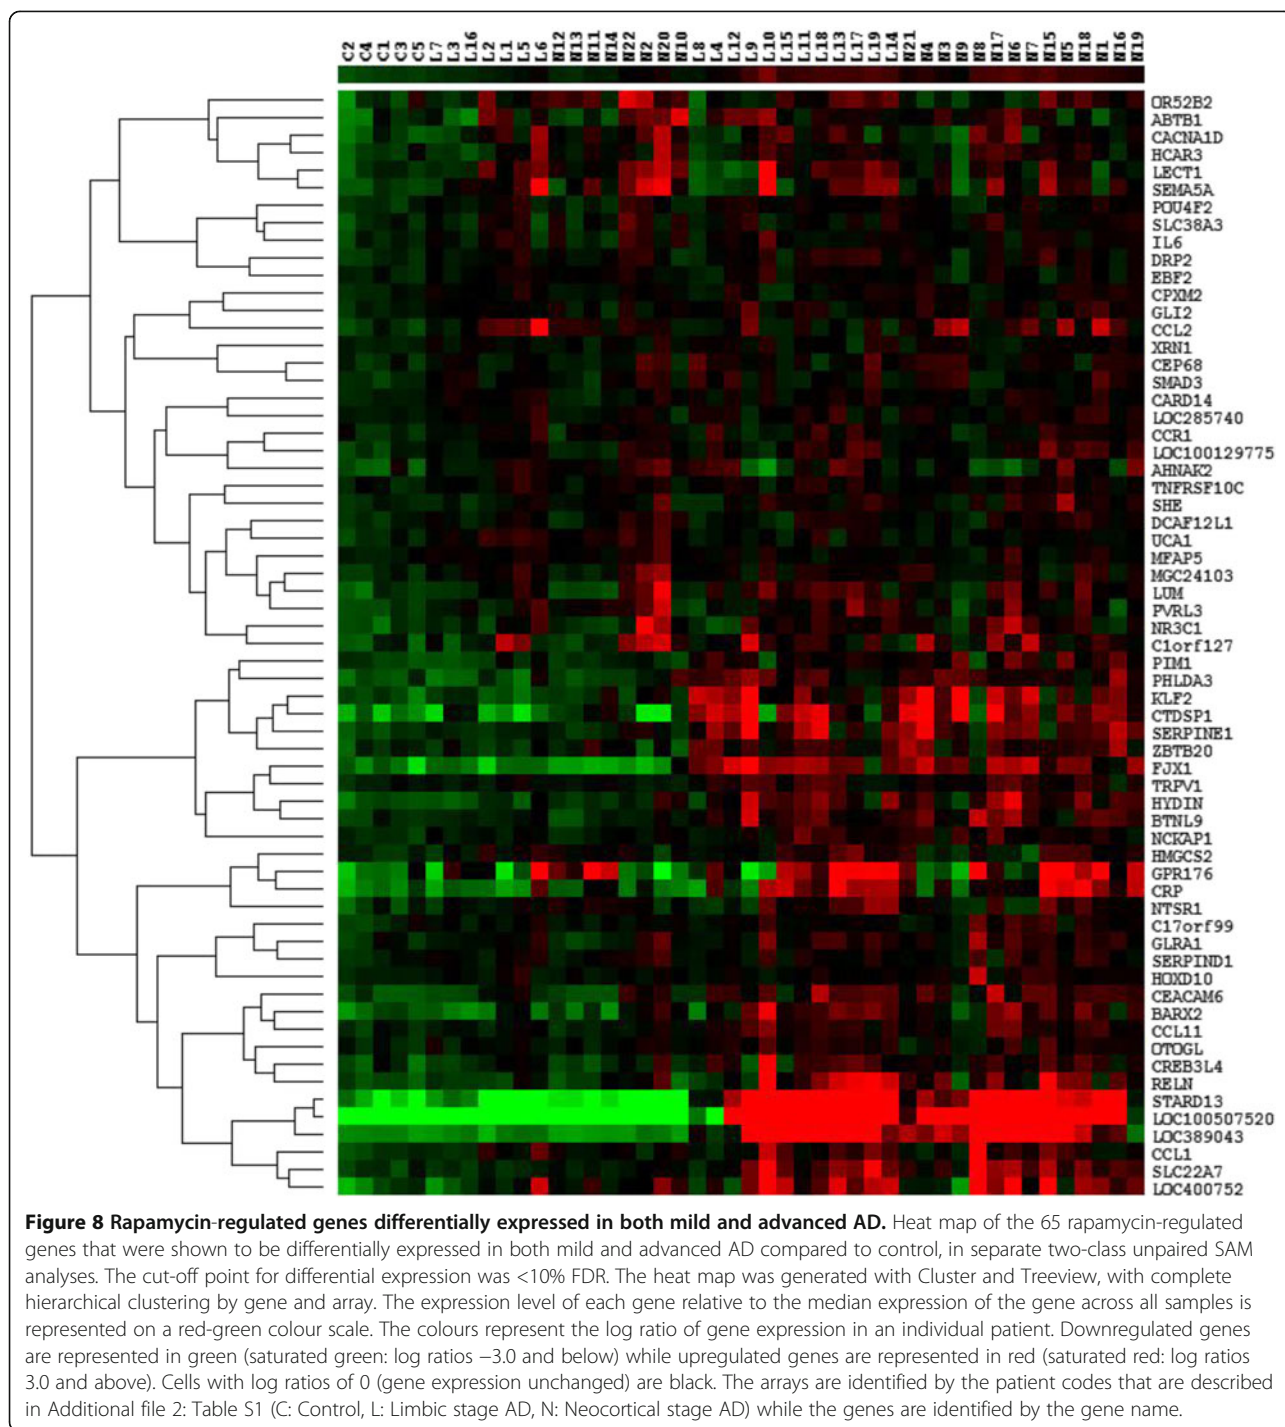 C2 C4 C1 C3 C5 L7 L3 L16 L2 L1 L5 L6 N12 N13 N11 N14 N22 N2 N20 N10 L8 L4 L12 L9 L10 L15 L11 L18 L13 L17 L19 L14 N21 N4 N3 N9 N8 N17 N6 N7 N15 N5 N18 N1 N16 N19
OR52B2
ABTB1
CACNA1D
HCAR3
LECT1
SEMA5A
POU4F2
SLC38A3
IL6
DRP2
EBF2
CPXM2
GLI2
CCL2
XRN1
CEP68
SMAD3
CARD14
LOC285740
CCR1
LOC100129775
AHNAK2
TNFRSF10C
SHE
DCAF12L1
UCA1
MFAP5
MGC24103
LUM
PVRL3
NR3C1
C1orf127
PIM1
PHLDA3
KLF2
CTDSP1
SERPINE1
ZBTB20
FJX1
TRPV1
HYDIN
BTNL9
NCKAP1
HMGCS2
GPR176
CRP
NTSR1
C17orf99
GLRA1
SERPIND1
HOXD10
CEACAM6
BARX2
CCL11
OTOGL
CREB3L4
RELN
STARD13
LOC100507520
LOC389043
CCL1
SLC22A7
LOC400752
Figure 8 Rapamycin-regulated genes differentially expressed in both mild and advanced AD. Heat map of the 65 rapamycin-regulated
genes that were shown to be differentially expressed in both mild and advanced AD compared to control, in separate two-class unpaired SAM
analyses. The cut-off point for differential expression was <10% FDR. The heat map was generated with Cluster and Treeview, with complete
hierarchical clustering by gene and array. The expression level of each gene relative to the median expression of the gene across all samples is
represented on a red-green colour scale. The colours represent the log ratio of gene expression in an individual patient. Downregulated genes
are represented in green (saturated green: log ratios −3.0 and below) while upregulated genes are represented in red (saturated red: log ratios
3.0 and above). Cells with log ratios of 0 (gene expression unchanged) are black. The arrays are identified by the patient codes that are described
in Additional file 2: Table S1 (C: Control, L: Limbic stage AD, N: Neocortical stage AD) while the genes are identified by the gene name.